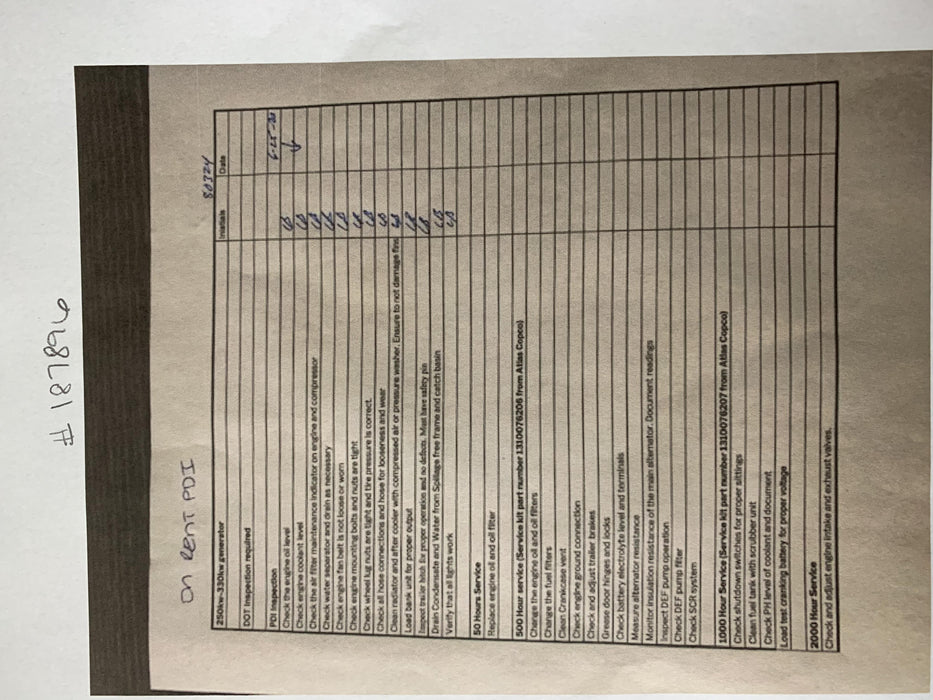 # 187896
On Rent PDI
80324
250kw-330kw generator Initials Date
DOT Inspection required
PDI Inspection 6-25-20
Check the engine oil level
Check engine coolant level
Check the air filter maintenance indicator on engine and compressor
Check water seperator and drain as necessary
Check engine fan belt is not loose or worn
Check engine mounting bolts and nuts are tight
Check wheel lug nuts are tight and tire pressure is correct.
Check all hose connections and hose for looseness and wear
Clean radiator and after cooler with compressed air or pressure washer. Ensure to not damage fins
Load bank unit for proper output
Inspect trailer hitch for proper operation and no defects. Must have safety pin
Drain Condensate and Water from Spillage free frame and catch basin
Verify that all lights work
50 Hours Service
Replace engine oil and oil filter
500 Hour service (Service kit part number 1310076206 from Atlas Copco)
Change the engine oil and oil filters
Change the fuel filters
Clean Crankcase vent
Check engine ground connection
Check and adjust trailer brakes
Grease door hinges and locks
Check battery electrolyte level and terminals
Measure alternator resistance
Monitor insulation resistance of the main alternator. Document readings
Inspect DEF pump operation
Check DEF pump filter
Check SCR system
1000 Hour Service (Service kit part number 1310076207 from Atlas Copco)
Check shutdown switches for proper sittings
Clean fuel tank with scrubber unit
Check PH level of coolant and document
Load test cranking battery for proper voltage
2000 Hour Service
Check and adjust engine intake and exhaust valves.